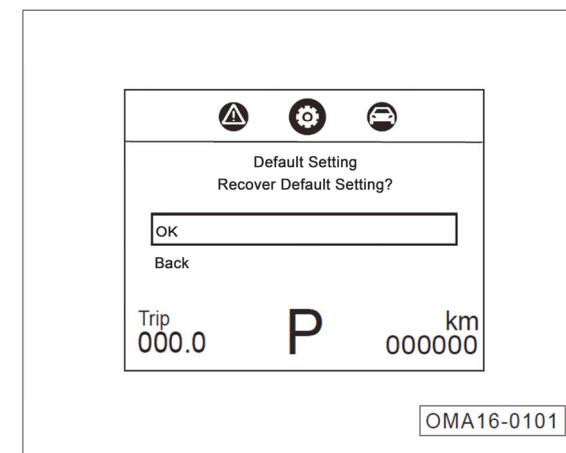 Default Setting
Recover Default Setting?
OK
Back
Trip
000.0
P
km
000000
OMA16-0101